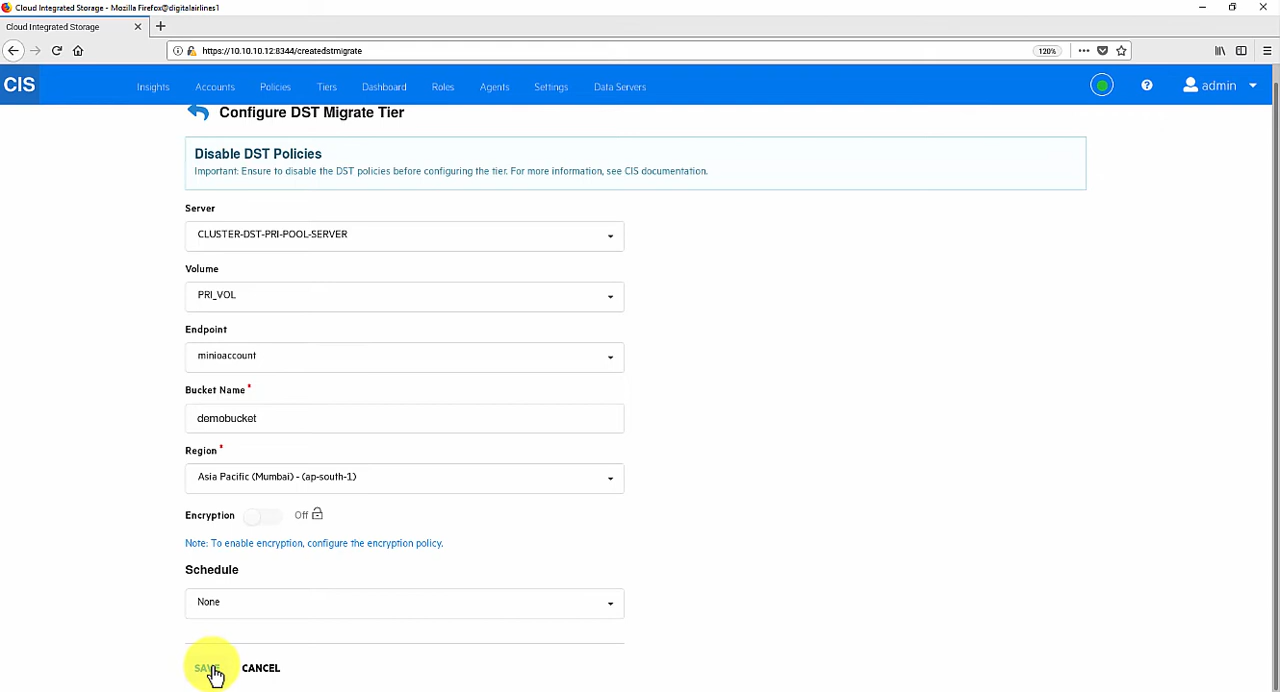 Cloud Integrated Storage - Mozilla Firefox@digitalairlines1
Cloud Integrated Storage
https://10.10.10.12:8344/createdstmigrate
120%
CIS
Insights Accounts Policies Tiers Dashboard Roles Agents Settings Data Servers
? admin
Configure DST Migrate Tier
Disable DST Policies
Important: Ensure to disable the DST policies before configuring the tier. For more information, see CIS documentation.
Server
CLUSTER-DST-PRI-POOL-SERVER
Volume
PRI_VOL
Endpoint
minioaccount
Bucket Name *
demobucket
Region *
Asia Pacific (Mumbai) - (ap-south-1)
Encryption Off
Note: To enable encryption, configure the encryption policy.
Schedule
None
SAVE CANCEL